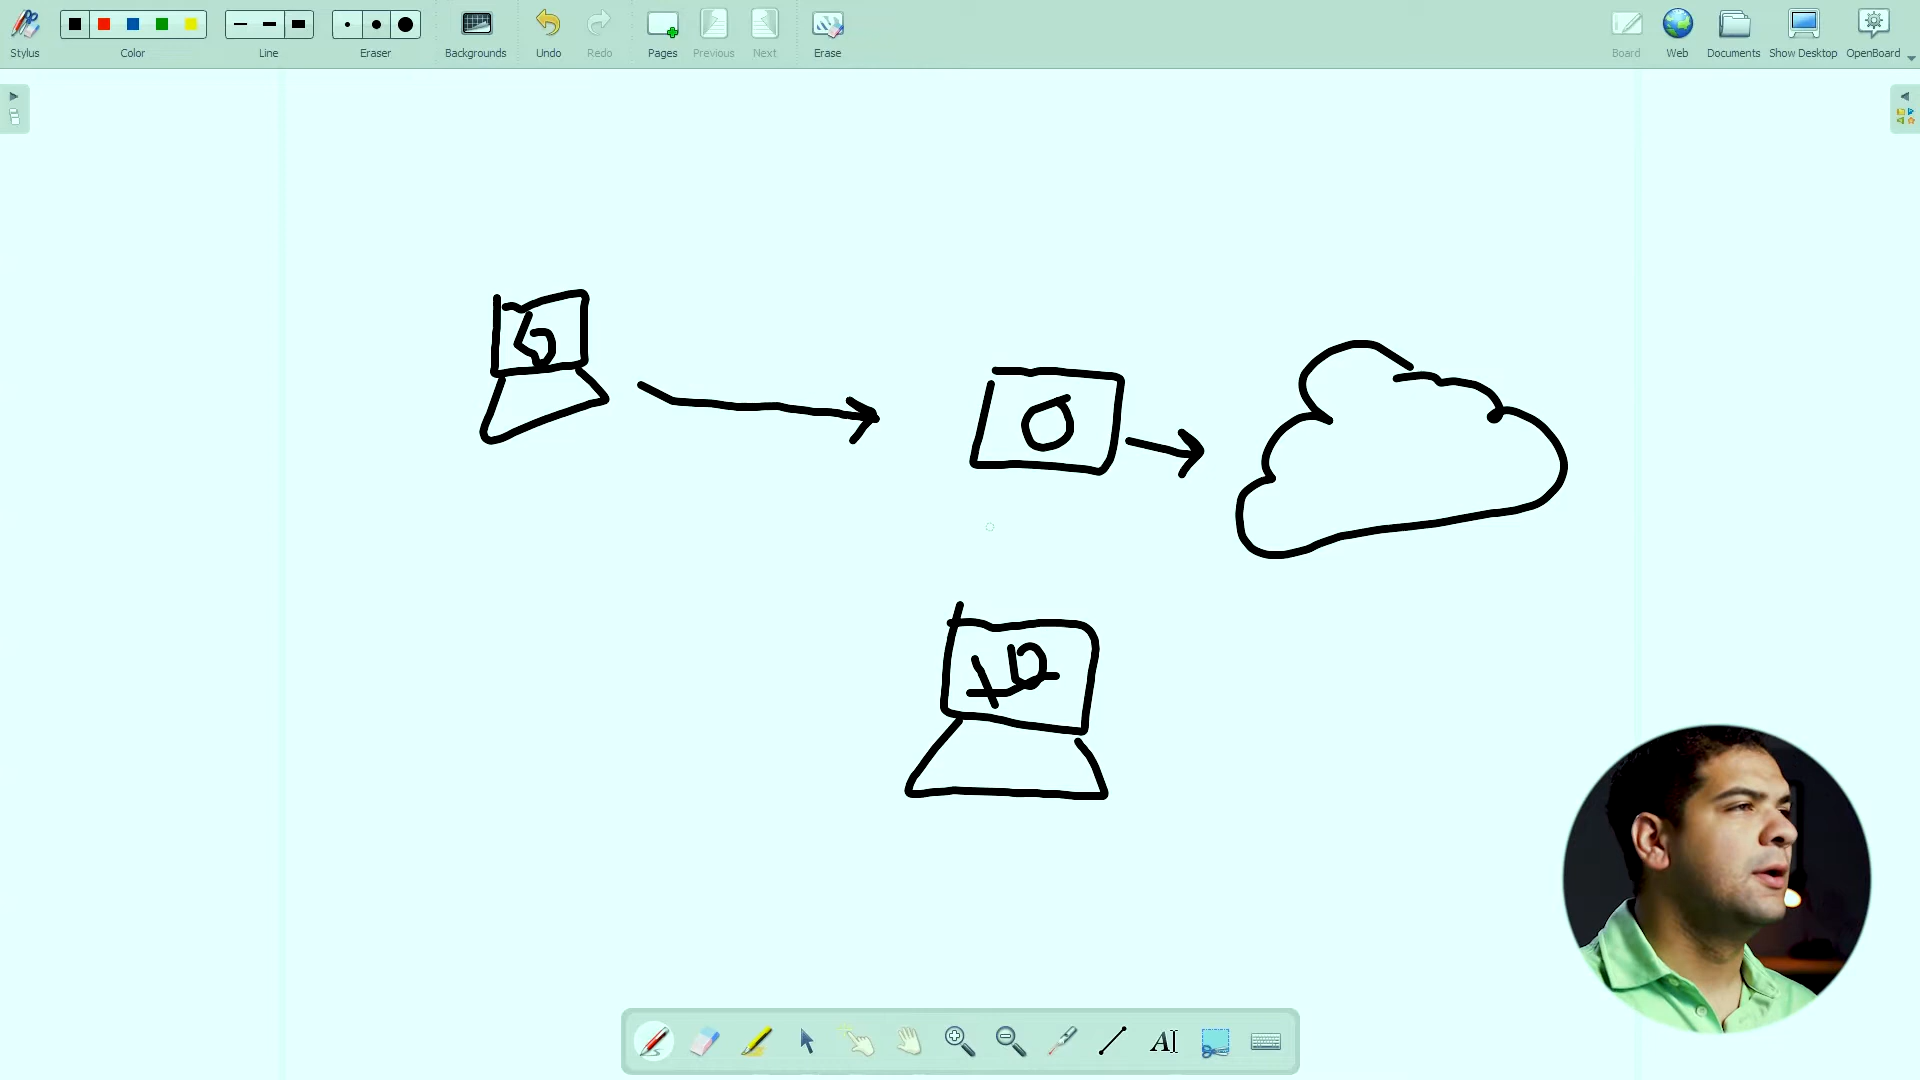 Stylus
Color
Line
Eraser
Backgrounds
Undo
Redo
Pages
Previous
Next
Erase
Board
Web
Documents
Show Desktop
OpenBoard